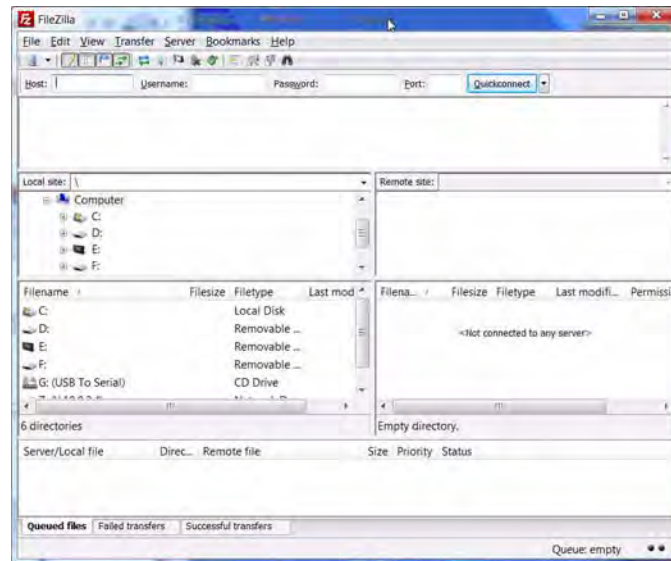 FileZilla
File Edit View Transfer Server Bookmarks Help
Host: Username: Password: Port: Quickconnect
Local site: \ Remote site:
Computer
C:
D:
E:
F:
Filename Filesize Filetype Last mod Filena... Filesize Filetype Last modifi... Permissi
C: Local Disk
D: Removable ...
<Not connected to any server>
E: Removable ...
F: Removable ...
G: (USB To Serial) CD Drive
6 directories Empty directory.
Server/Local file Direc... Remote file Size Priority Status
Queued files Failed transfers Successful transfers
Queue: empty